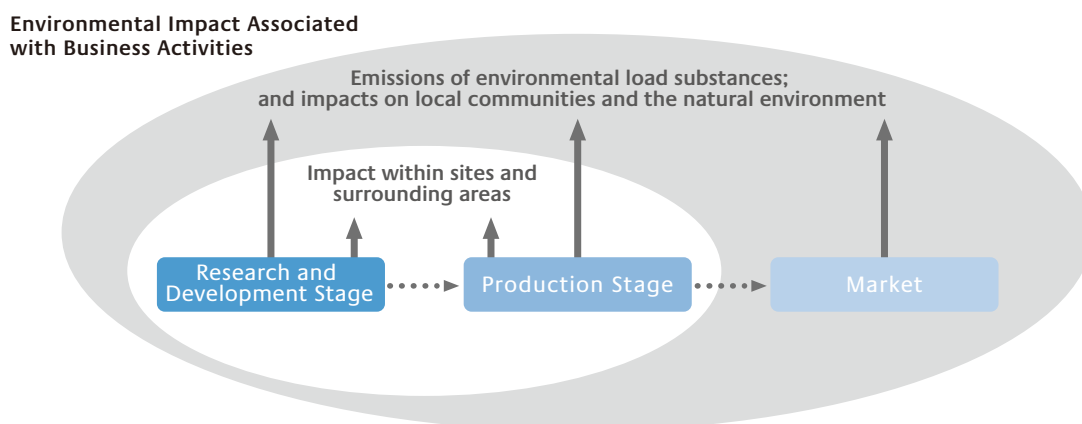 Environmental Impact Associated
with Business Activities
Emissions of environmental load substances;
and impacts on local communities and the natural environment
Impact within sites and
surrounding areas
Research and
Development Stage
Production Stage
Market